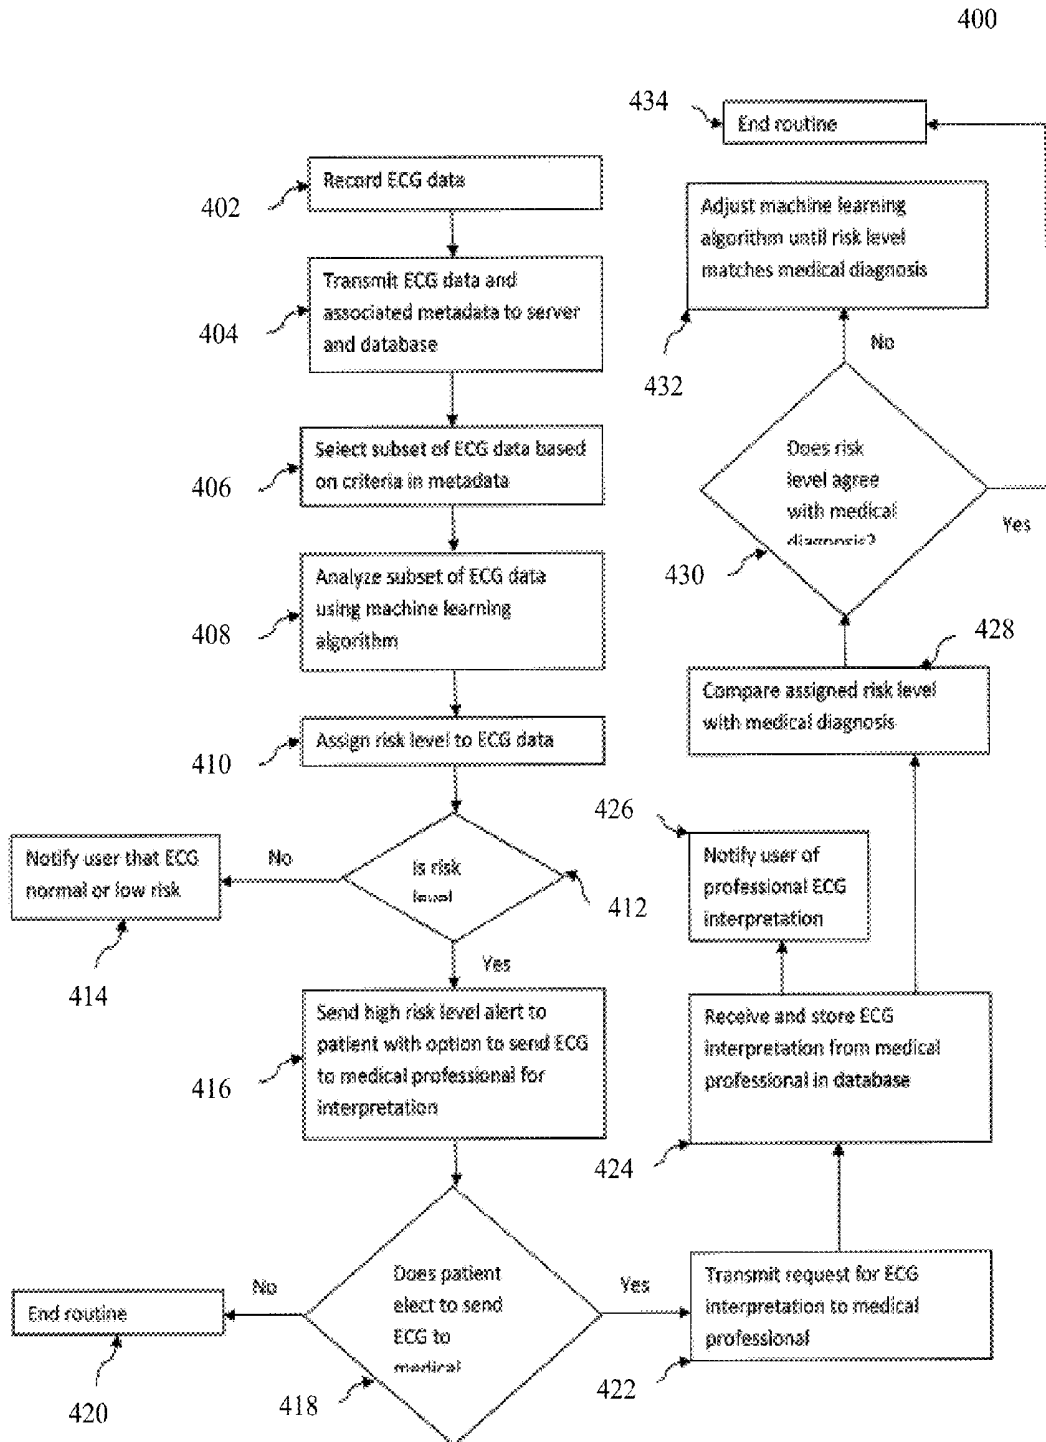 400
434
End routine
Record ECG data
402
Adjust machine learning
algorithm until risk level
matches medical diagnosis
Transmit ECG data and
associated metadata to server
and database
404
432
No
Select subset of ECG data based
on criteria in metadata
406
Does risk
level agree
with medical
diagnosis?
Yes
430
Analyze subset of ECG data
using machine learning
algorithm
408
428
Compare assigned risk level
with medical diagnosis
Assign risk level to ECG data
410
426
Notify user that ECG
normal or low risk
No
Is risk
level
412
Notify user of
professional ECG
interpretation
414
Yes
Send high risk level alert to
patient with option to send ECG
to medical professional for
interpretation
416
Receive and store ECG
interpretation from medical
professional in database
424
Does patient
elect to send
ECG to
medical
No
Yes
End routine
Transmit request for ECG
interpretation to medical
professional
418
420
422